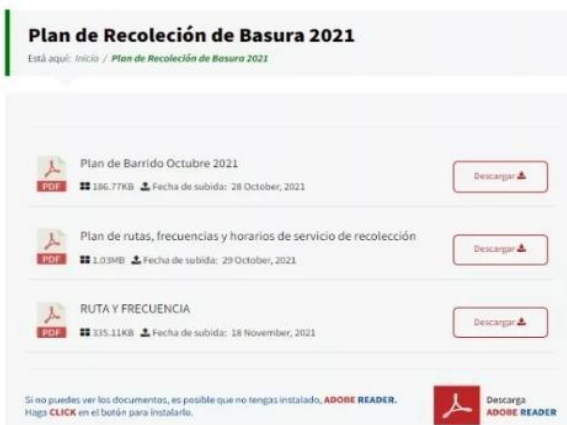 Plan de Recoleción de Basura 2021
Está aquí: Inicio / Plan de Recoleción de Basura 2021
Plan de Barrido Octubre 2021
PDF 186.77KB Fecha de subida: 28 October, 2021
Descargar
Plan de rutas, frecuencias y horarios de servicio de recolección
PDF 1.03MB Fecha de subida: 29 October, 2021
Descargar
RUTA Y FRECUENCIA
PDF 335.11KB Fecha de subida: 18 November, 2021
Descargar
Si no puedes ver los documentos, es posible que no tengas instalado, ADOBE READER.
Haga CLICK en el botón para instalarlo.
Descarga
ADOBE READER